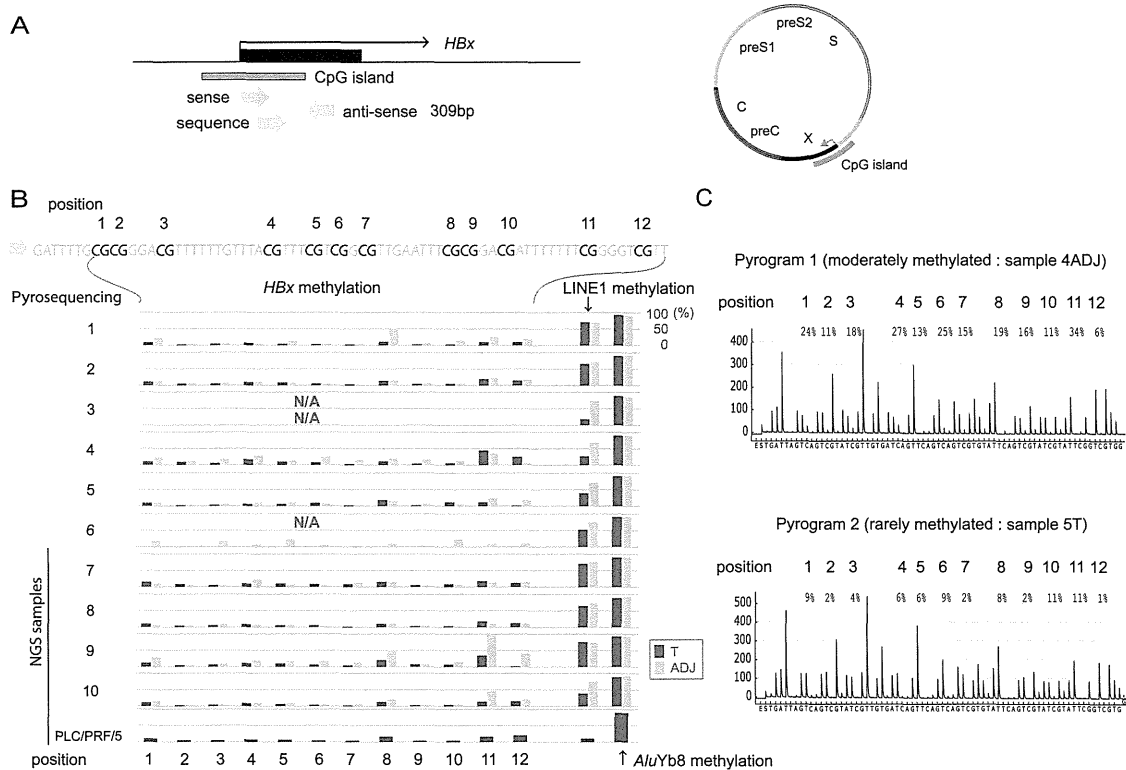 A
HBx
CpG island
sense
anti-sense 309bp
sequence
preS2
preS1
S
C
preC
X
CpG island
B
position
1 2 3 4 5 6 7 8 9 10 11 12
GATTTTGCGCGGGACGTTTTTTGTTTACGTTTCGTCGGCGTTGAATTTCGCGGACGATTTTTTTCGGGGTCGTT
Pyrosequencing
HBx methylation
LINE1 methylation
100 (%)
50
0
1
2
3
N/A
N/A
4
5
6
N/A
7
8
9
10
NGS samples
T
ADJ
PLC/PRF/5
position 1 2 3 4 5 6 7 8 9 10 11 12
AluYb8 methylation
C
Pyrogram 1 (moderately methylated : sample 4ADJ)
position 1 2 3 4 5 6 7 8 9 10 11 12
24% 11% 18% 27% 13% 25% 15% 19% 16% 11% 34% 6%
400
300
200
100
0
ESTGATTAGTCAGTCGTATCGTTGTGATCAGTTCAGTCAGTCGTGTATTCAGTCGTATCGTATTCGGTCGTGG
Pyrogram 2 (rarely methylated : sample 5T)
position 1 2 3 4 5 6 7 8 9 10 11 12
9% 2% 4% 6% 6% 9% 2% 8% 2% 11% 11% 1%
500
400
300
200
100
0